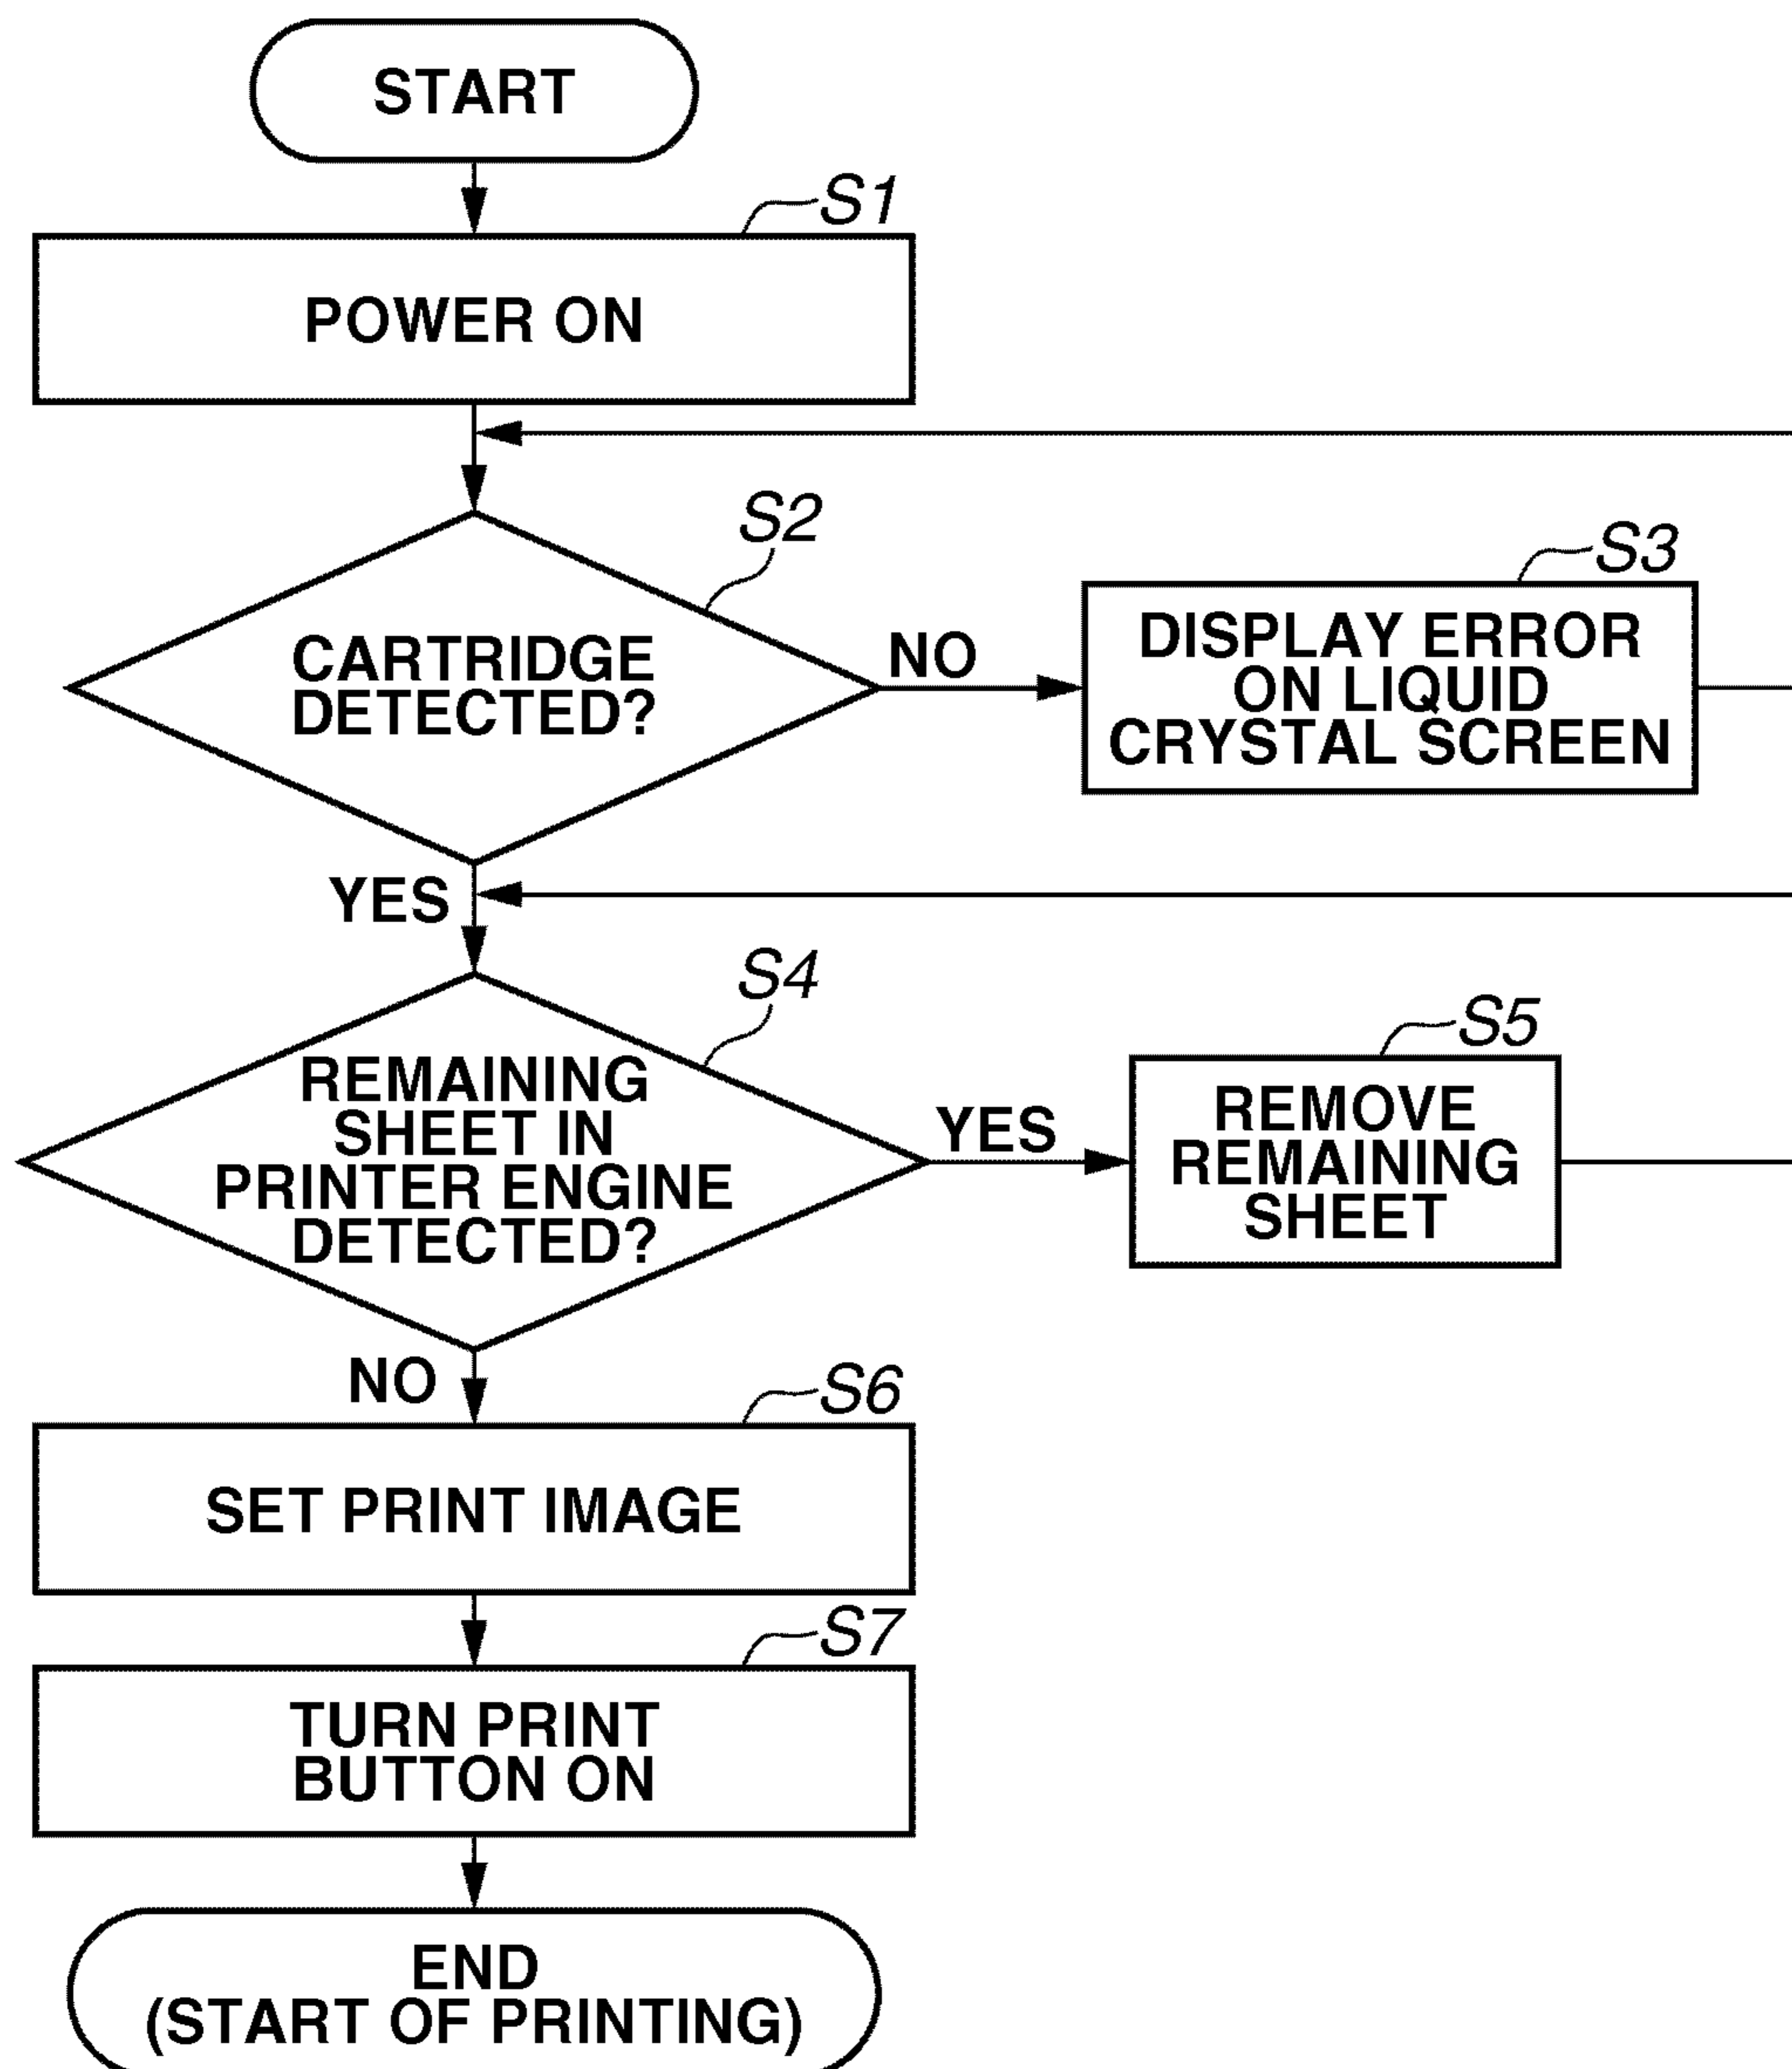 START
S1
POWER ON
S2
CARTRIDGE
DETECTED?
NO
S3
DISPLAY ERROR
ON LIQUID
CRYSTAL SCREEN
YES
S4
REMAINING
SHEET IN
PRINTER ENGINE
DETECTED?
YES
S5
REMOVE
REMAINING
SHEET
NO
S6
SET PRINT IMAGE
S7
TURN PRINT
BUTTON ON
END
(START OF PRINTING)